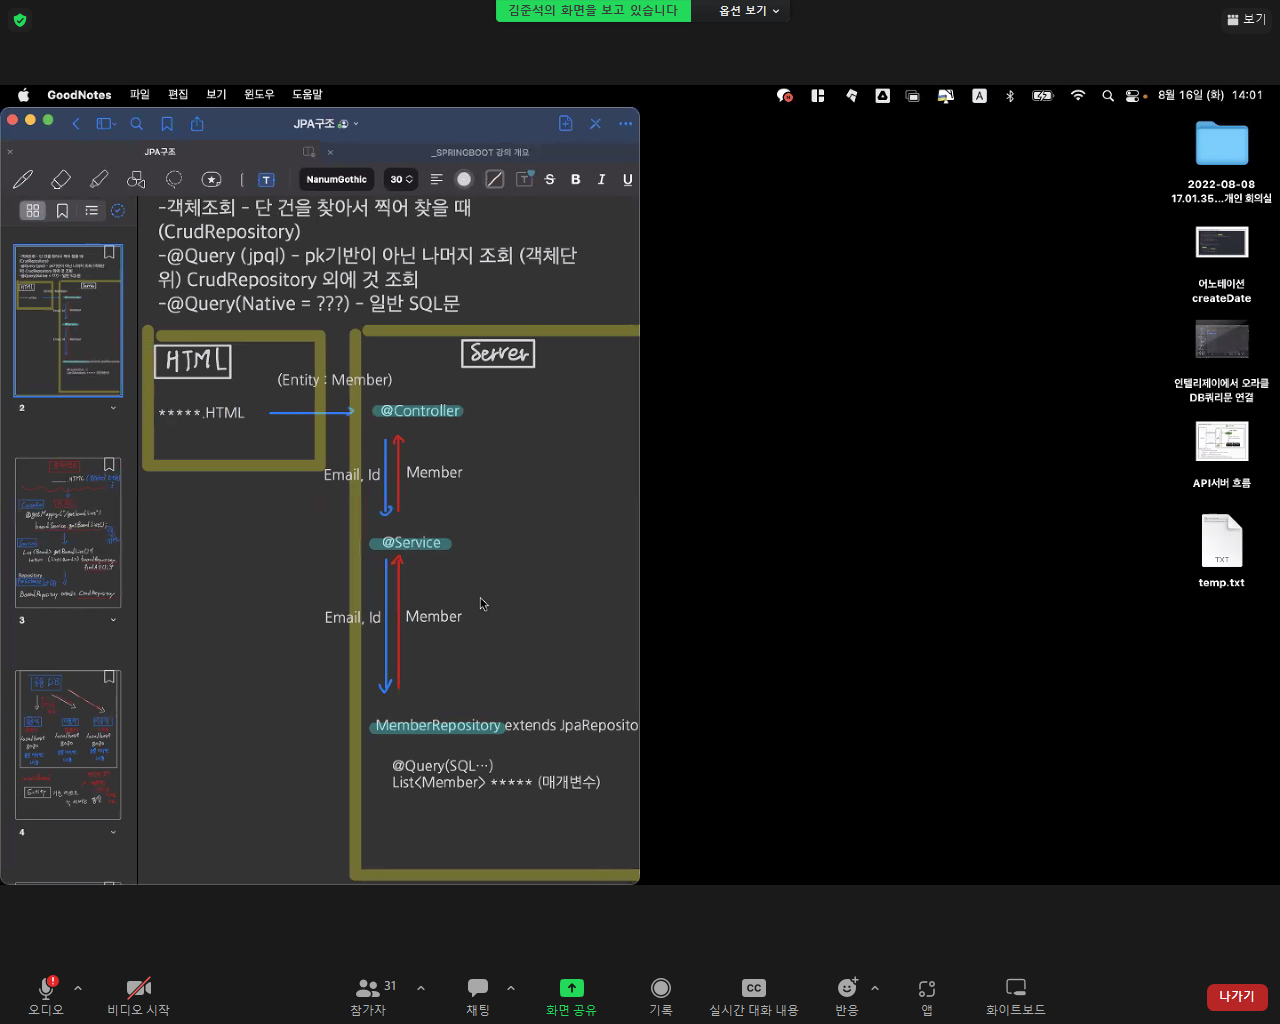 김준석의 화면을 보고 있습니다
옵션 보기
보기
GoodNotes 파일 편집 보기 윈도우 도움말
8월 16일 (화) 14:01
JPA구조
JPA구조
_SPRINGBOOT 강의 개요
NanumGothic
30
-객체조회 - 단 건을 찾아서 찍어 찾을 때
(CrudRepository)
-@Query (jpql) - pk기반이 아닌 나머지 조회 (객체단
위) CrudRepository 외에 것 조회
-@Query(Native = ???) - 일반 SQL문
HTML
Server
(Entity : Member)
*****.HTML
@Controller
Email, Id
Member
@Service
Email, Id
Member
MemberRepository extends JpaReposito
@Query(SQL…)
List<Member> ***** (매개변수)
2
3
4
2022-08-08
17.01.35...개인 회의실
어노테이션
createDate
인텔리제이에서 오라클
DB쿼리문 연결
API서버 흐름
TXT
temp.txt
오디오
비디오 시작
31
참가자
채팅
화면 공유
기록
CC
실시간 대화 내용
반응
앱
화이트보드
나가기